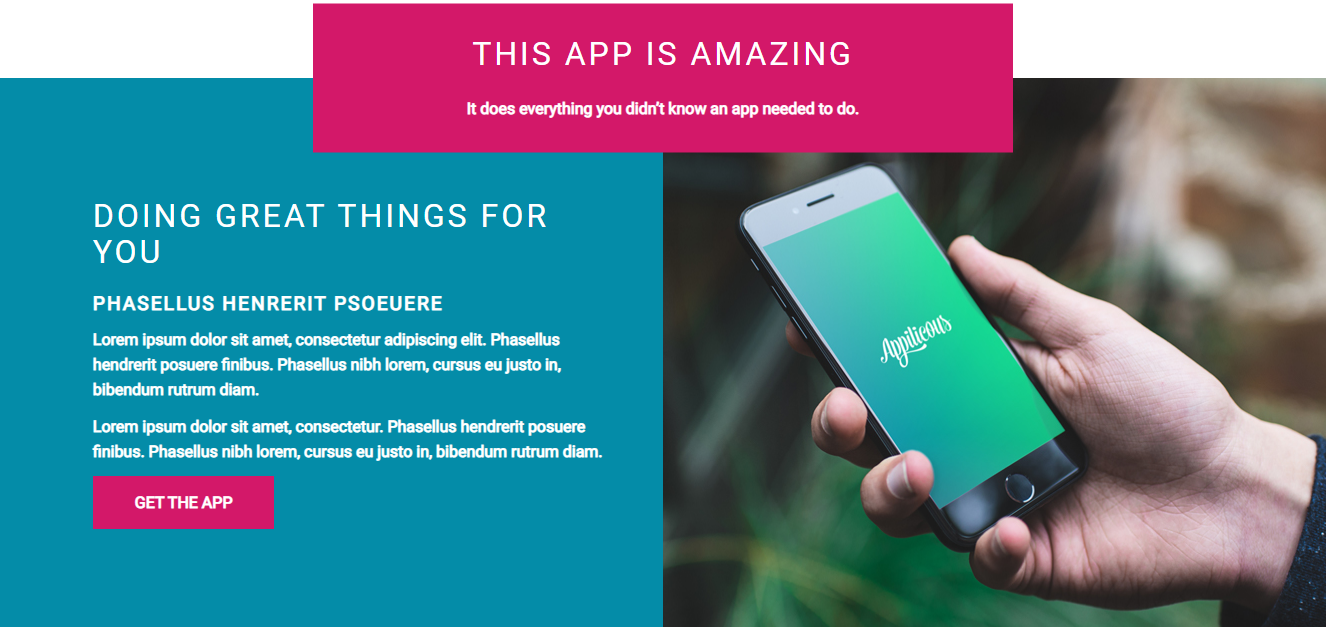 THIS APP IS AMAZING
It does everything you didn't know an app needed to do.
DOING GREAT THINGS FOR
YOU
PHASELLUS HENRERIT PSOEUERE
Lorem ipsum dolor sit amet, consectetur adipiscing elit. Phasellus
hendrerit posuere finibus. Phasellus nibh lorem, cursus eu justo in,
bibendum rutrum diam.
Lorem ipsum dolor sit amet, consectetur. Phasellus hendrerit posuere
finibus. Phasellus nibh lorem, cursus eu justo in, bibendum rutrum diam.
GET THE APP
Appilicous